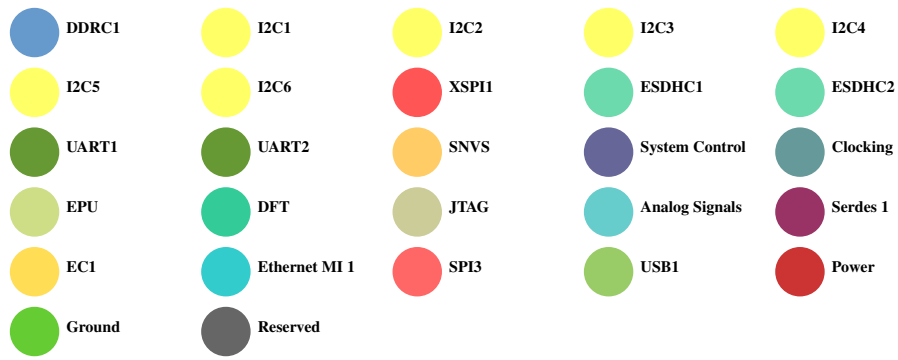 DDRC1
I2C1
I2C2
I2C3
I2C4
I2C5
I2C6
XSPI1
ESDHC1
ESDHC2
UART1
UART2
SNVS
System Control
Clocking
EPU
DFT
JTAG
Analog Signals
Serdes 1
EC1
Ethernet MI 1
SPI3
USB1
Power
Ground
Reserved